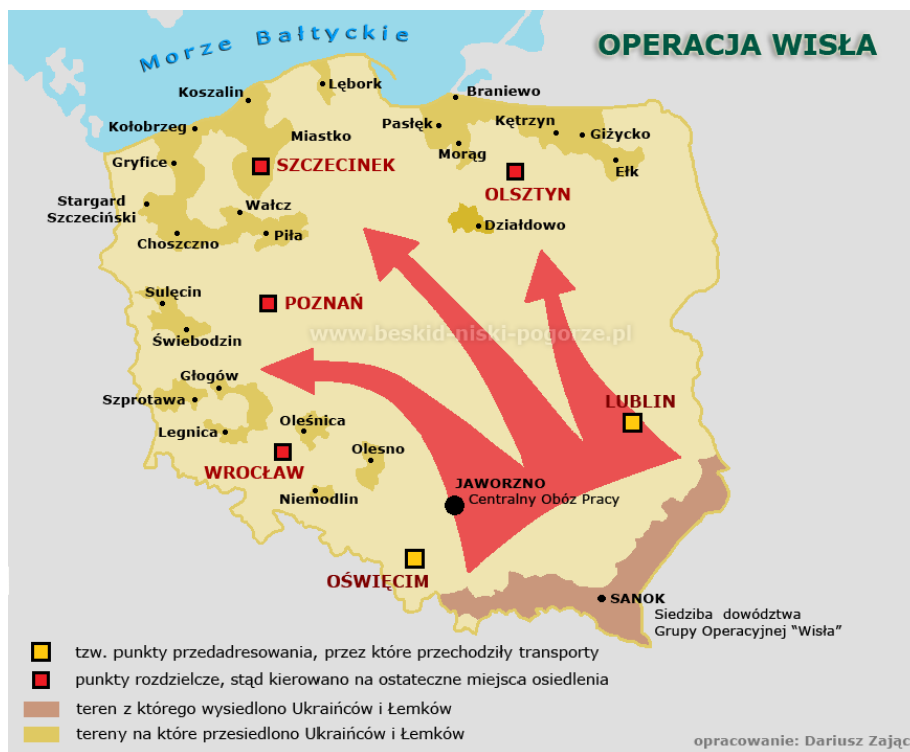 OPERACJA WISŁA
Morze Bałtyckie
Lębork
Koszalin
Braniewo
Kołobrzeg
Miastko
Pasłęk
Kętrzyn
Giżycko
Morąg
Gryfice
SZCZECINEK
Ełk
OLSZTYN
Stargard
Szczeciński
Wałcz
Działdowo
Choszczno
Piła
Sulęcin
POZNAŃ
www.beskid-niski-pogorze.pl
Świebodzin
Głogów
Szprotawa
LUBLIN
Oleśnica
Legnica
Olesno
WROCŁAW
JAWORZNO
Centralny Obóz Pracy
Niemodlin
OŚWIĘCIM
SANOK
Siedziba dowództwa
Grupy Operacyjnej “Wisła”
tzw. punkty przedadresowania, przez które przechodziły transporty
punkty rozdzielcze, stąd kierowano na ostateczne miejsca osiedlenia
teren z którego wysiedlono Ukraińców i Łemków
tereny na które przesiedlono Ukraińców i Łemków
opracowanie: Dariusz Zając